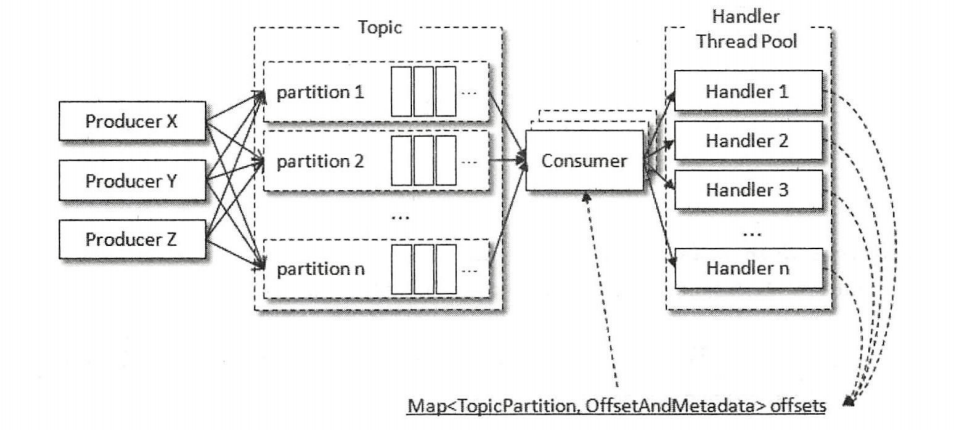 Topic
Handler
Thread Pool
partition 1
...
Handler 1
Producer X
Handler 2
partition 2
...
Consumer
Producer Y
Handler 3
...
...
Producer Z
partition n
...
Handler n
Map<TopicPartition, OffsetAndMetadata> offsets